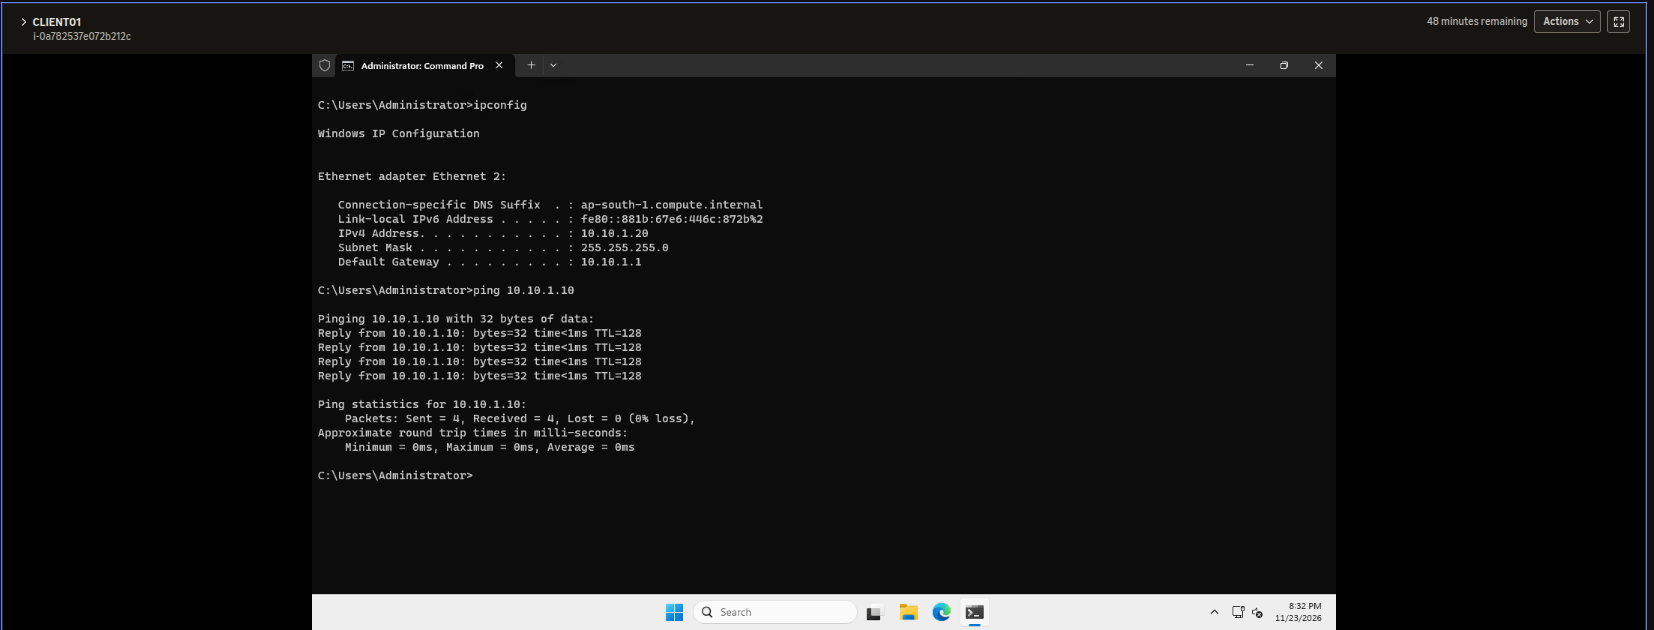 CLIENT01
48 minutes remaining
Actions
i-0a782537e072b212c
Administrator: Command Pro
C:\Users\Administrator>ipconfig
Windows IP Configuration
Ethernet adapter Ethernet 2:
Connection-specific DNS Suffix  . : ap-south-1.compute.internal
Link-local IPv6 Address . . . . . : fe80::881b:67e6:446c:872b%2
IPv4 Address. . . . . . . . . . . : 10.10.1.20
Subnet Mask . . . . . . . . . . . : 255.255.255.0
Default Gateway . . . . . . . . . : 10.10.1.1
C:\Users\Administrator>ping 10.10.1.10
Pinging 10.10.1.10 with 32 bytes of data:
Reply from 10.10.1.10: bytes=32 time<1ms TTL=128
Reply from 10.10.1.10: bytes=32 time<1ms TTL=128
Reply from 10.10.1.10: bytes=32 time<1ms TTL=128
Reply from 10.10.1.10: bytes=32 time<1ms TTL=128
Ping statistics for 10.10.1.10:
Packets: Sent = 4, Received = 4, Lost = 0 (0% loss),
Approximate round trip times in milli-seconds:
Minimum = 0ms, Maximum = 0ms, Average = 0ms
C:\Users\Administrator>
Search
8:32 PM
11/23/2026